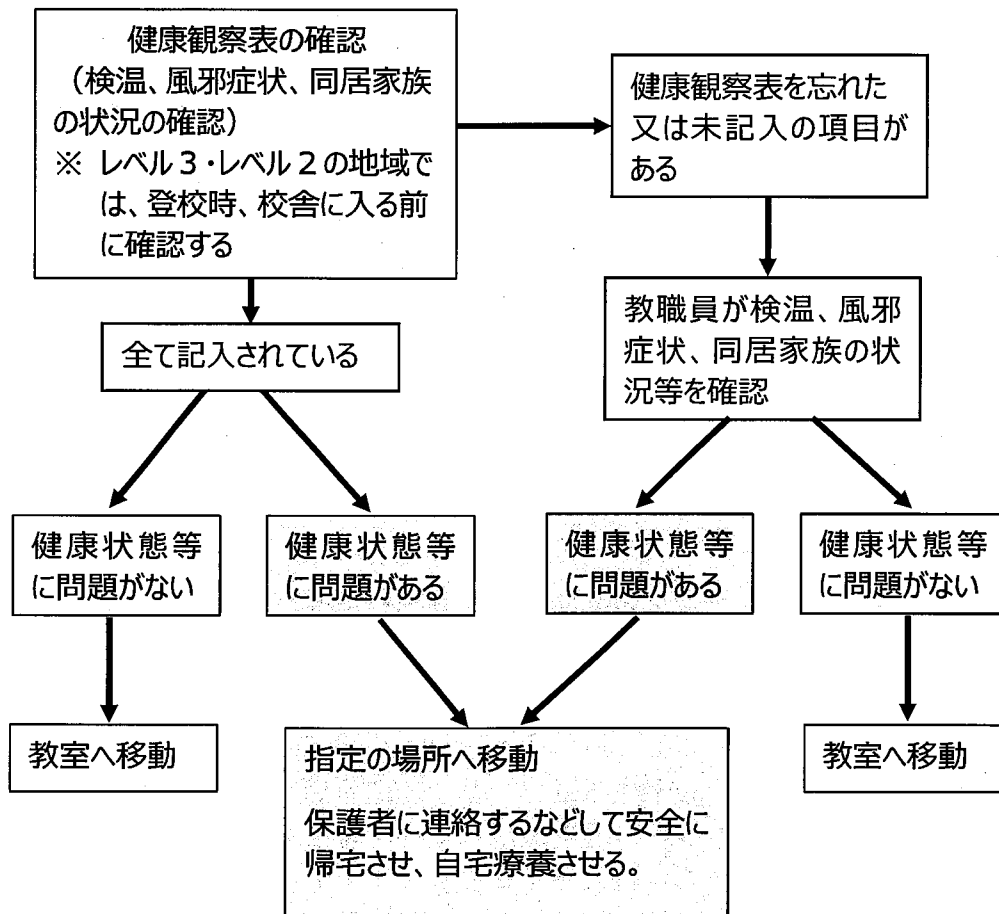 健康観察表の確認
（検温、風邪症状、同居家族
の状況の確認）
※ レベル３・レベル２の地域で
は、登校時、校舎に入る前
に確認する
健康観察表を忘れた
又は未記入の項目が
ある
全て記入されている
教職員が検温、風邪
症状、同居家族の状
況等を確認
健康状態等
に問題がない
健康状態等
に問題がある
健康状態等
に問題がある
健康状態等
に問題がない
教室へ移動
指定の場所へ移動
保護者に連絡するなどして安全に
帰宅させ、自宅療養させる。
教室へ移動